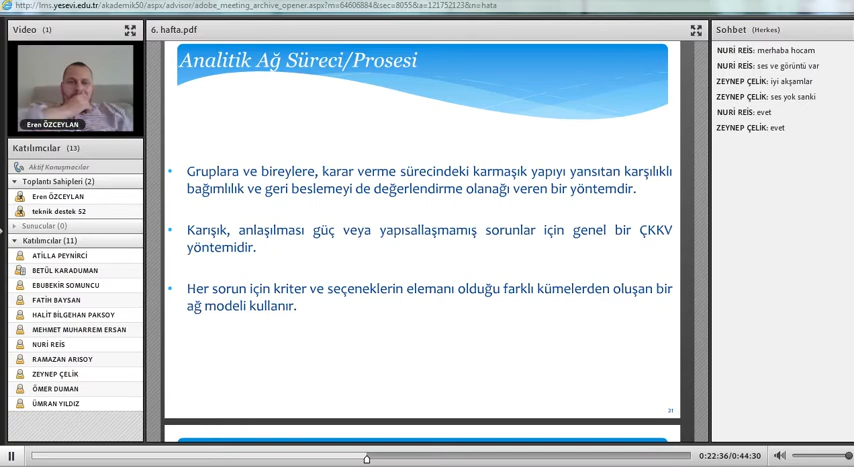 http://lms.yesevi.edu.tr/akademik50/aspx/advisor/adobe_meeting_archive_opener.aspx?m=64606884&sec=8055&a=121752123&n=hata
Video (1)
Eren ÖZCEYLAN
Katılımcılar (13)
Aktif Konuşmacılar
Toplantı Sahipleri (2)
Eren ÖZCEYLAN
teknik destek 52
Sunucular (0)
Katılımcılar (11)
ATİLLA PEYNİRCİ
BETÜL KARADUMAN
EBUBEKİR SOMUNCU
FATİH BAYSAN
HALİT BİLGEHAN PAKSOY
MEHMET MUHARREM ERSAN
NURİ REİS
RAMAZAN ARISOY
ZEYNEP ÇELİK
ÖMER DUMAN
ÜMRAN YILDIZ
6. hafta.pdf
Analitik Ağ Süreci/Prosesi
• Gruplara ve bireylere, karar verme sürecindeki karmaşık yapıyı yansıtan karşılıklı
bağımlılık ve geri beslemeyi de değerlendirme olanağı veren bir yöntemdir.
• Karışık, anlaşılması güç veya yapısallaşmamış sorunlar için genel bir ÇKKV
yöntemidir.
• Her sorun için kriter ve seçeneklerin elemanı olduğu farklı kümelerden oluşan bir
ağ modeli kullanır.
21
Sohbet (Herkes)
NURİ REİS: merhaba hocam
NURİ REİS: ses ve görüntü var
ZEYNEP ÇELİK: iyi akşamlar
ZEYNEP ÇELİK: ses yok sanki
NURİ REİS: evet
ZEYNEP ÇELİK: evet
0:22:36/0:44:30